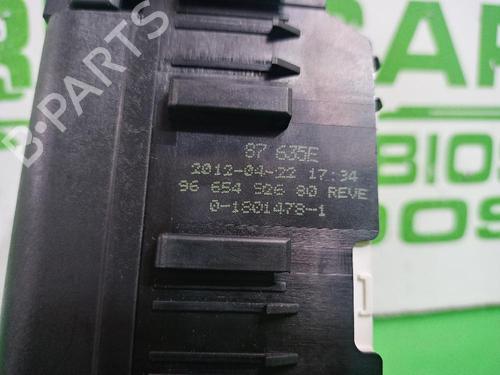 B-PARTS
87 635E
2012-04-22 17:34
96 654 926 80 REVE
0-1801478-1